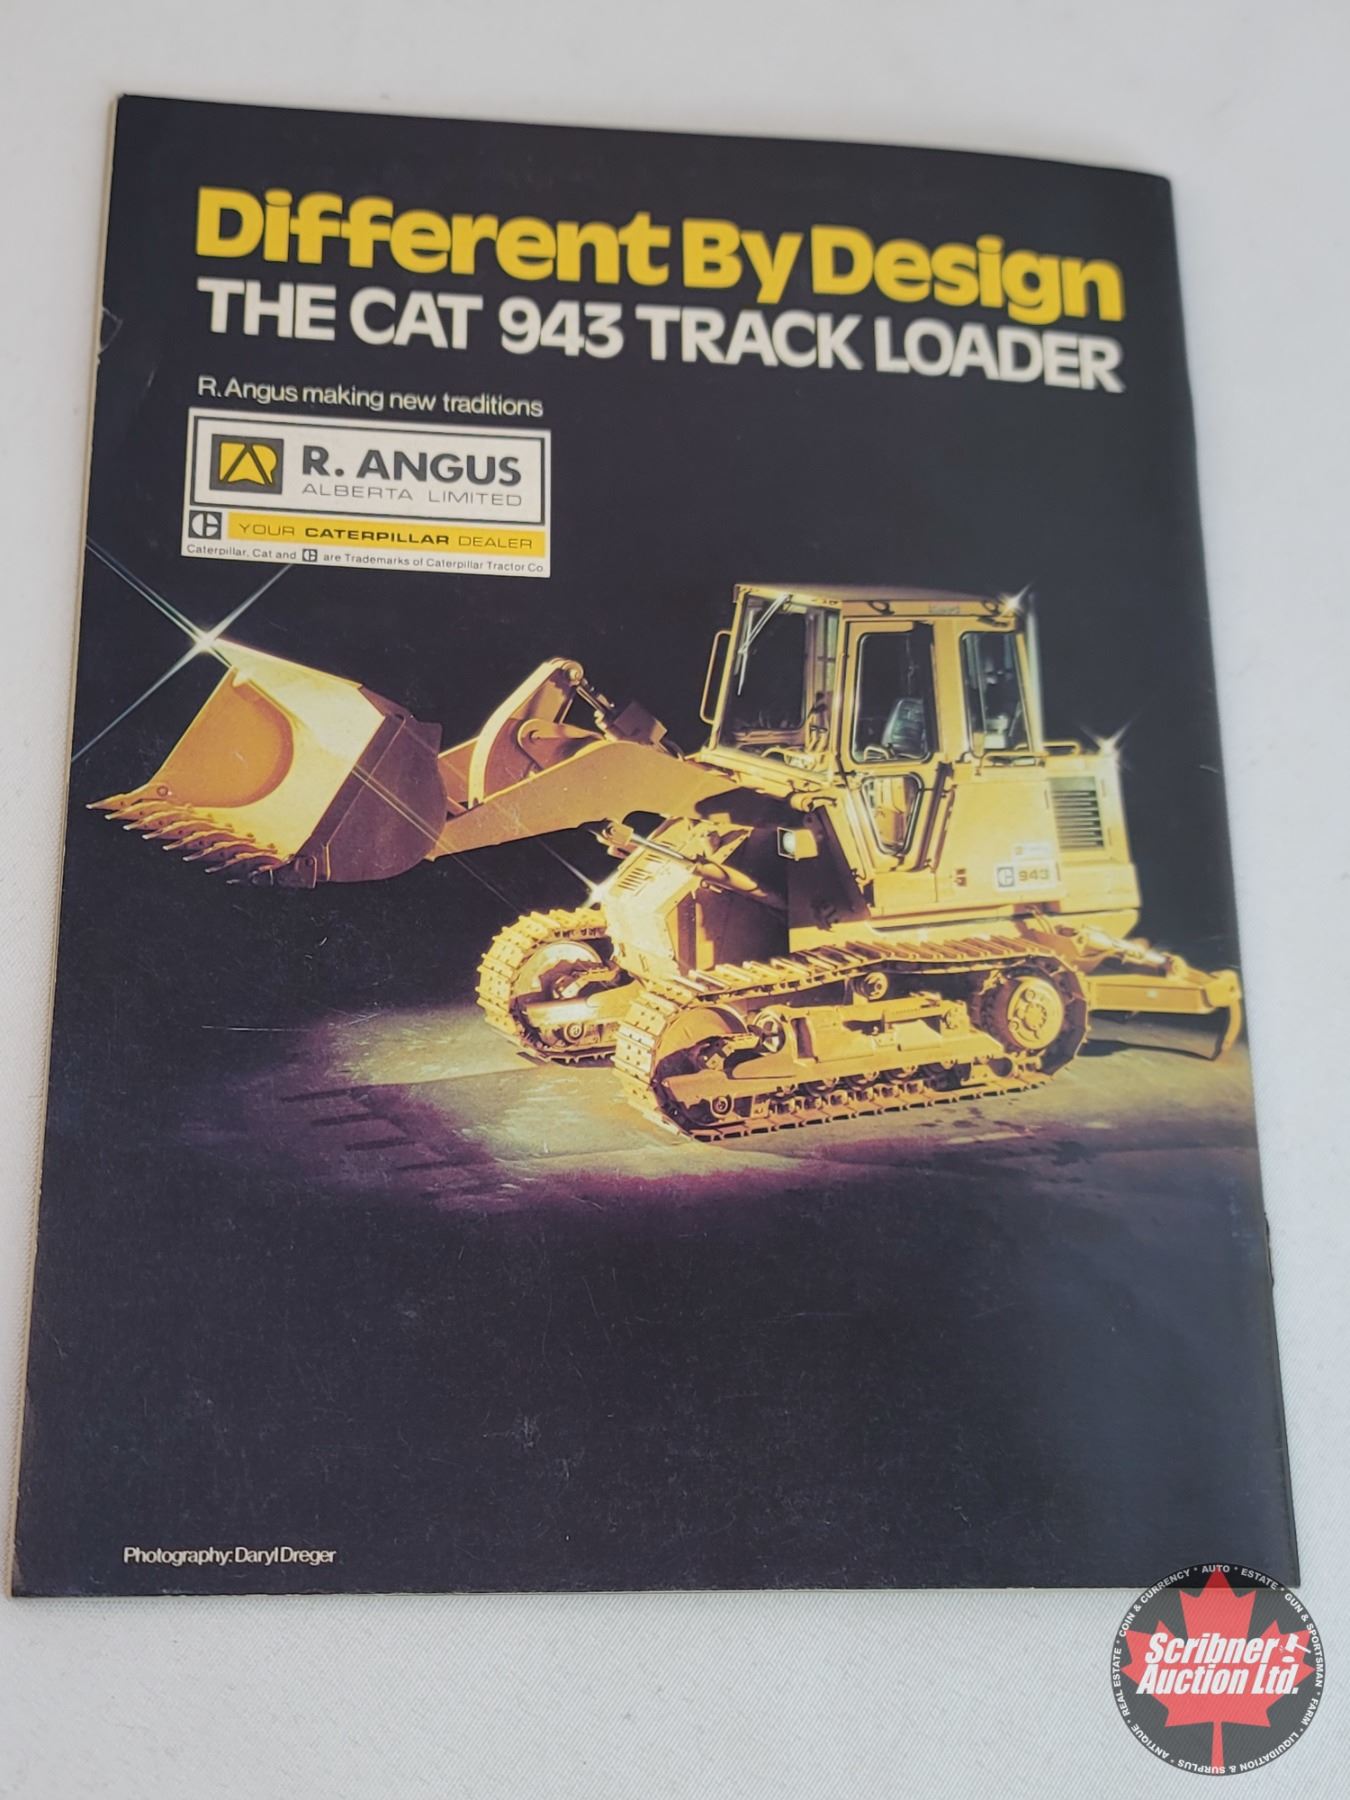 Different By Design
THE CAT 943 TRACK LOADER
R. Angus making new traditions
R. ANGUS
ALBERTA LIMITED
YOUR CATERPILLAR DEALER
Caterpillar, Cat and C are Trademarks of Caterpillar Tractor Co
C 943
Photography: Daryl Dreger
Scribner
Auction Ltd.
COIN & CURRENCY * AUTO * ESTATE * GUN & SPORTSMAN * FARM * LIQUIDATION & SURPLUS * ANTIQUE * REAL ESTATE *